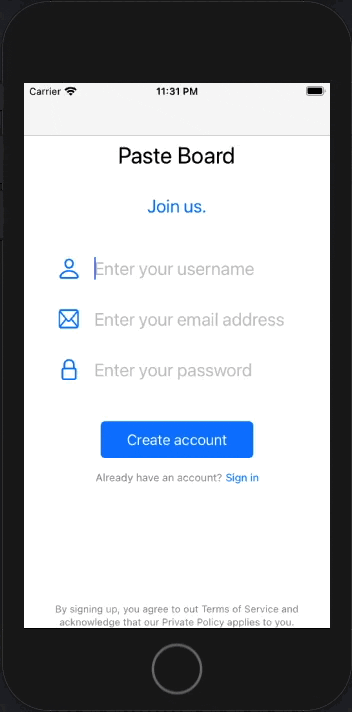 Carrier 11:31 PM
Paste Board
Join us.
Enter your username
Enter your email address
Enter your password
Create account
Already have an account? Sign in
By signing up, you agree to out Terms of Service and
acknowledge that our Private Policy applies to you.